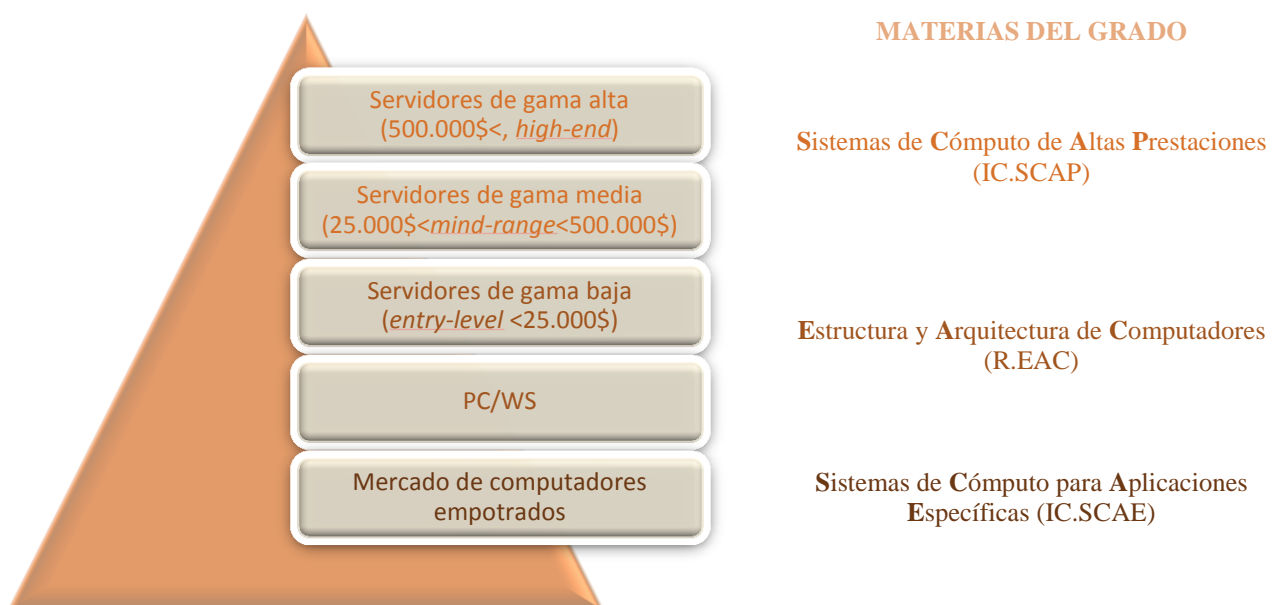 MATERIAS DEL GRADO
Servidores de gama alta
(500.000$<, high-end)
Sistemas de Cómputo de Altas Prestaciones
(IC.SCAP)
Servidores de gama media
(25.000$<mind-range<500.000$)
Servidores de gama baja
(entry-level <25.000$)
Estructura y Arquitectura de Computadores
(R.EAC)
PC/WS
Mercado de computadores
empotrados
Sistemas de Cómputo para Aplicaciones
Específicas (IC.SCAE)